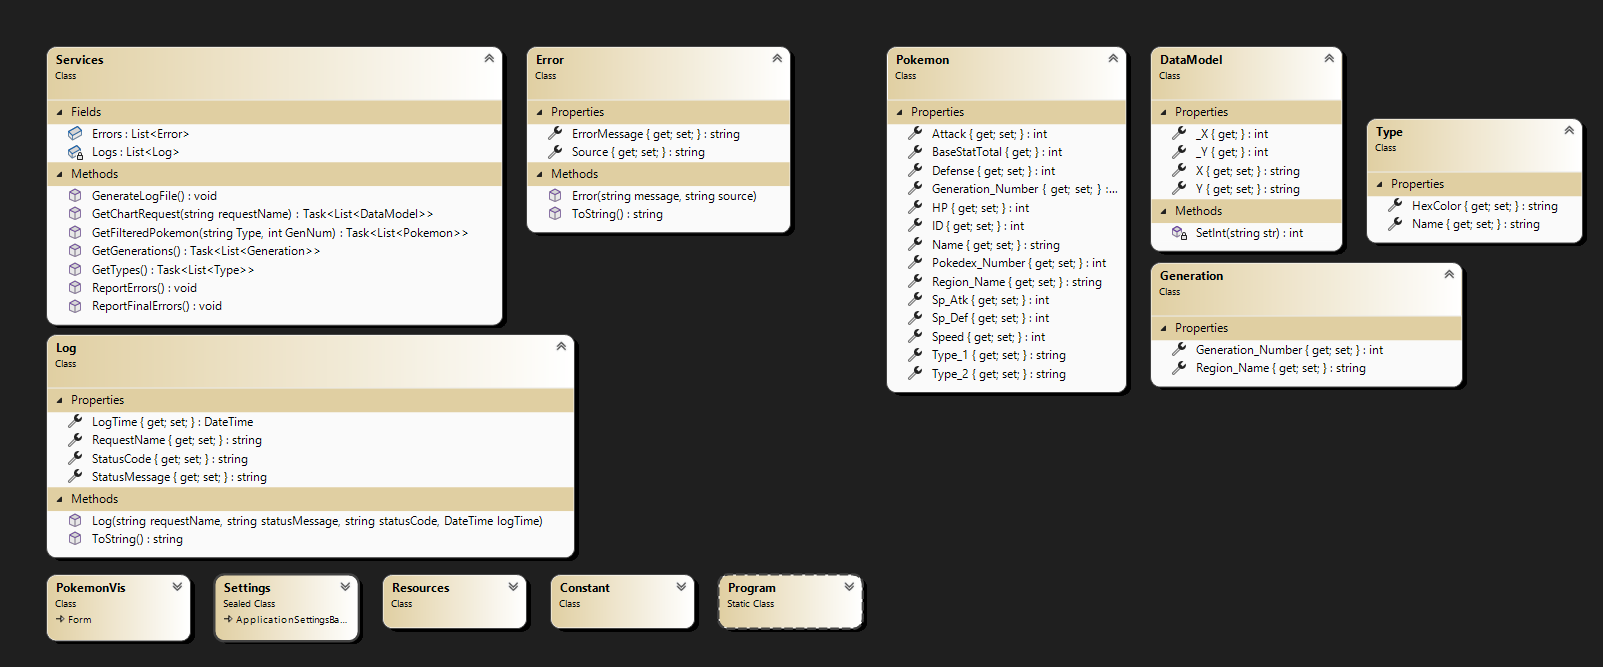 Services
Class
Fields
Errors : List<Error>
Logs : List<Log>
Methods
GenerateLogFile() : void
GetChartRequest(string requestName) : Task<List<DataModel>>
GetFilteredPokemon(string Type, int GenNum) : Task<List<Pokemon>>
GetGenerations() : Task<List<Generation>>
GetTypes() : Task<List<Type>>
ReportErrors() : void
ReportFinalErrors() : void
Error
Class
Properties
ErrorMessage { get; set; } : string
Source { get; set; } : string
Methods
Error(string message, string source)
ToString() : string
Pokemon
Class
Properties
Attack { get; set; } : int
BaseStatTotal { get; } : int
Defense { get; set; } : int
Generation_Number { get; set; } :...
HP { get; set; } : int
ID { get; set; } : int
Name { get; set; } : string
Pokedex_Number { get; set; } : int
Region_Name { get; set; } : string
Sp_Atk { get; set; } : int
Sp_Def { get; set; } : int
Speed { get; set; } : int
Type_1 { get; set; } : string
Type_2 { get; set; } : string
DataModel
Class
Properties
_X { get; } : int
_Y { get; } : int
X { get; set; } : string
Y { get; set; } : string
Methods
SetInt(string str) : int
Type
Class
Properties
HexColor { get; set; } : string
Name { get; set; } : string
Generation
Class
Properties
Generation_Number { get; set; } : int
Region_Name { get; set; } : string
Log
Class
Properties
LogTime { get; set; } : DateTime
RequestName { get; set; } : string
StatusCode { get; set; } : string
StatusMessage { get; set; } : string
Methods
Log(string requestName, string statusMessage, string statusCode, DateTime logTime)
ToString() : string
PokemonVis
Class
Form
Settings
Sealed Class
ApplicationSettingsBa...
Resources
Class
Constant
Class
Program
Static Class